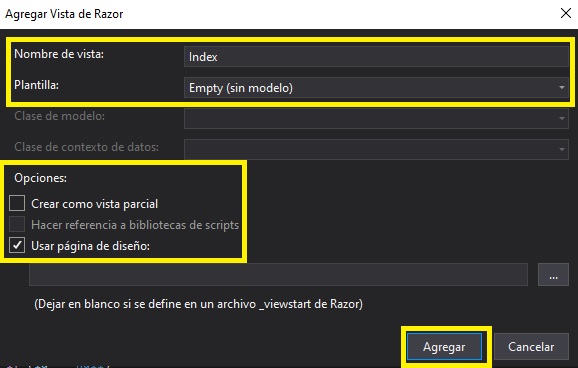 Agregar Vista de Razor
Nombre de vista: Index
Plantilla: Empty (sin modelo)
Clase de modelo:
Clase de contexto de datos:
Opciones:
Crear como vista parcial
Hacer referencia a bibliotecas de scripts
Usar página de diseño:
...
(Dejar en blanco si se define en un archivo _viewstart de Razor)
Agregar Cancelar